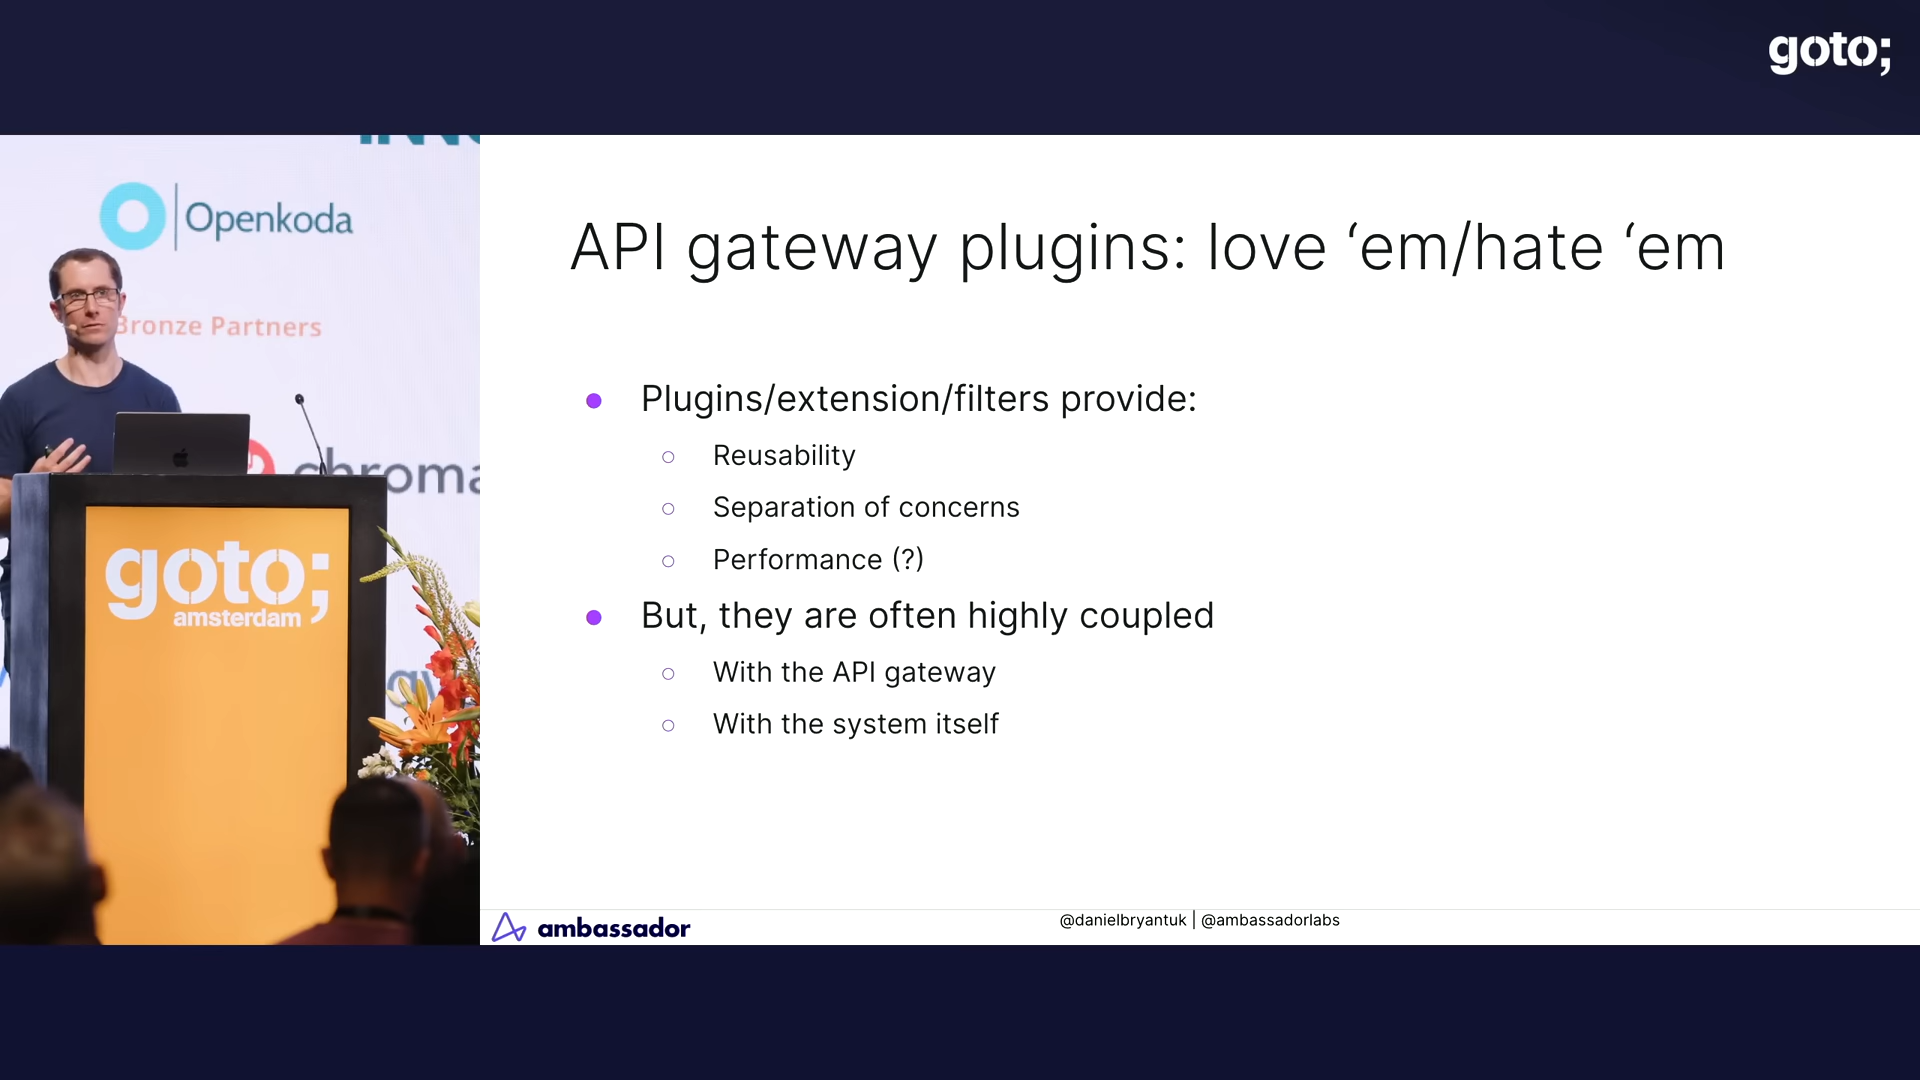 goto;
Openkoda
Bronze Partners
chroma
goto;
amsterdam
API gateway plugins: love ‘em/hate ‘em
● Plugins/extension/filters provide:
○ Reusability
○ Separation of concerns
○ Performance (?)
● But, they are often highly coupled
○ With the API gateway
○ With the system itself
ambassador
@danielbryantuk | @ambassadorlabs